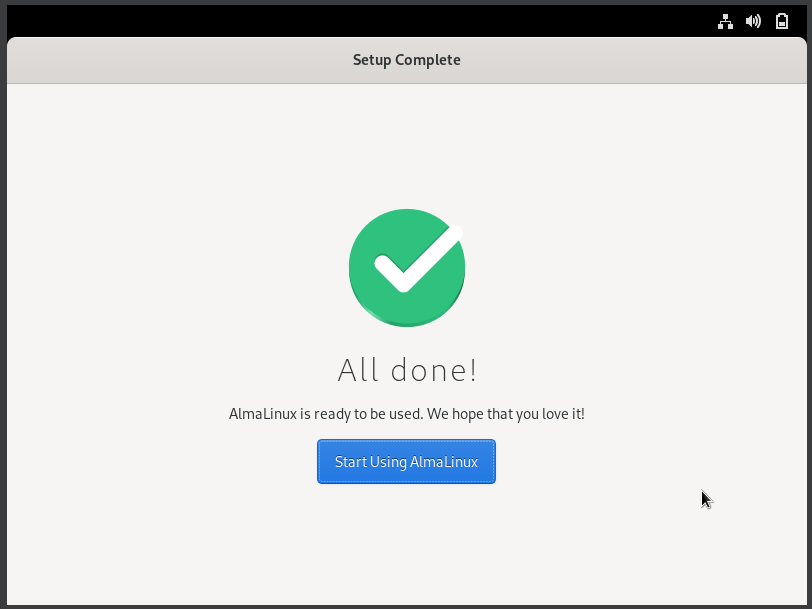 Setup Complete
All done!
AlmaLinux is ready to be used. We hope that you love it!
Start Using AlmaLinux